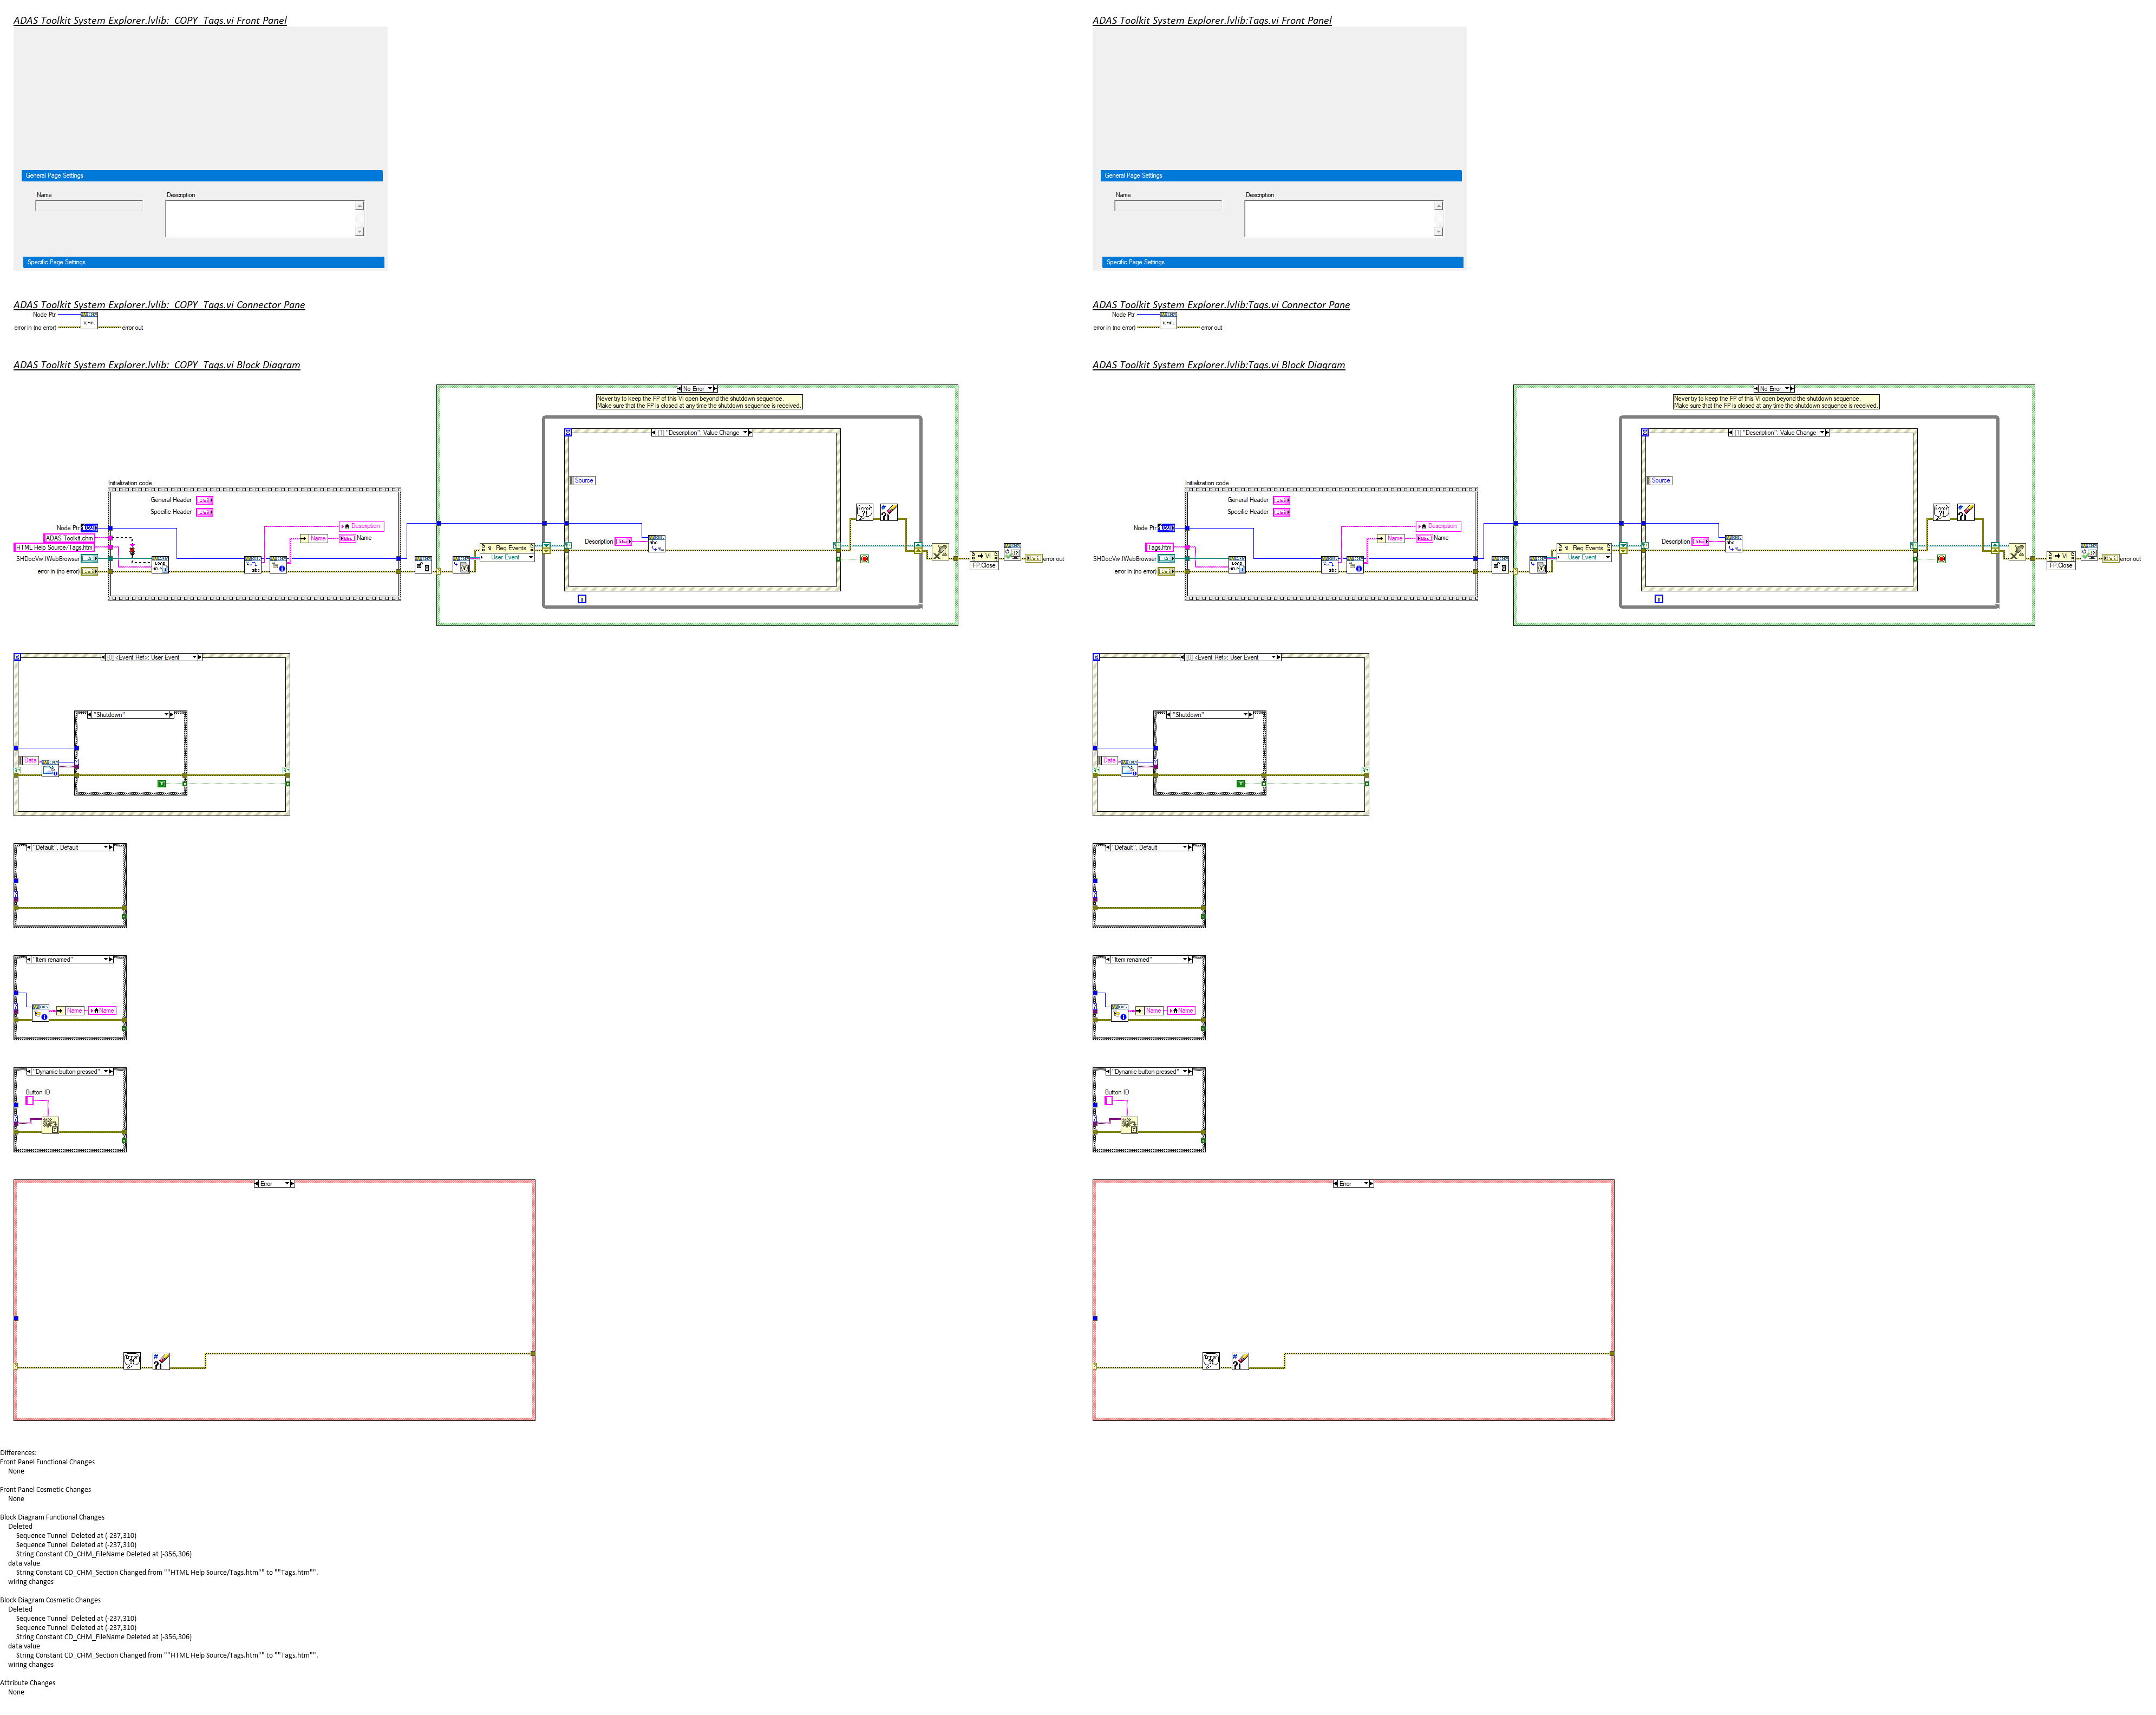 ADAS Toolkit System Explorer.lvlib:_COPY_Tags.vi Front Panel
General Page Settings
Name
Description
Specific Page Settings
ADAS Toolkit System Explorer.lvlib:_COPY_Tags.vi Connector Pane
Node Ptr
TEMPL
error in (no error)
error out
ADAS Toolkit System Explorer.lvlib:_COPY_Tags.vi Block Diagram
No Error
Never try to keep the FP of this VI open beyond the shutdown sequence.
Make sure that the FP is closed at any time the shutdown sequence is received.
[1] "Description": Value Change
Source
Initialization code
General Header
Specific Header
Node Ptr
ADAS Toolkit.chm
HTML Help Source/Tags.htm
SHDocVw.IWebBrowser
error in (no error)
Description
Name
Name
Reg Events
User Event
Description
VI
FP.Close
error out
[0] <Event Ref>: User Event
"Shutdown"
Data
"Default", Default
"Item renamed"
Name
Name
"Dynamic button pressed"
Button ID
Error
ADAS Toolkit System Explorer.lvlib:Tags.vi Front Panel
General Page Settings
Name
Description
Specific Page Settings
ADAS Toolkit System Explorer.lvlib:Tags.vi Connector Pane
Node Ptr
TEMPL
error in (no error)
error out
ADAS Toolkit System Explorer.lvlib:Tags.vi Block Diagram
No Error
Never try to keep the FP of this VI open beyond the shutdown sequence.
Make sure that the FP is closed at any time the shutdown sequence is received.
[1] "Description": Value Change
Source
Initialization code
General Header
Specific Header
Node Ptr
Tags.htm
SHDocVw.IWebBrowser
error in (no error)
Description
Name
Name
Reg Events
User Event
Description
VI
FP.Close
error out
[0] <Event Ref>: User Event
"Shutdown"
Data
"Default", Default
"Item renamed"
Name
Name
"Dynamic button pressed"
Button ID
Error
Differences:
Front Panel Functional Changes
None
Front Panel Cosmetic Changes
None
Block Diagram Functional Changes
Deleted
Sequence Tunnel  Deleted at (-237,310)
Sequence Tunnel  Deleted at (-237,310)
String Constant CD_CHM_FileName Deleted at (-356,306)
data value
String Constant CD_CHM_Section Changed from ""HTML Help Source/Tags.htm"" to ""Tags.htm"".
wiring changes
Block Diagram Cosmetic Changes
Deleted
Sequence Tunnel  Deleted at (-237,310)
Sequence Tunnel  Deleted at (-237,310)
String Constant CD_CHM_FileName Deleted at (-356,306)
data value
String Constant CD_CHM_Section Changed from ""HTML Help Source/Tags.htm"" to ""Tags.htm"".
wiring changes
Attribute Changes
None